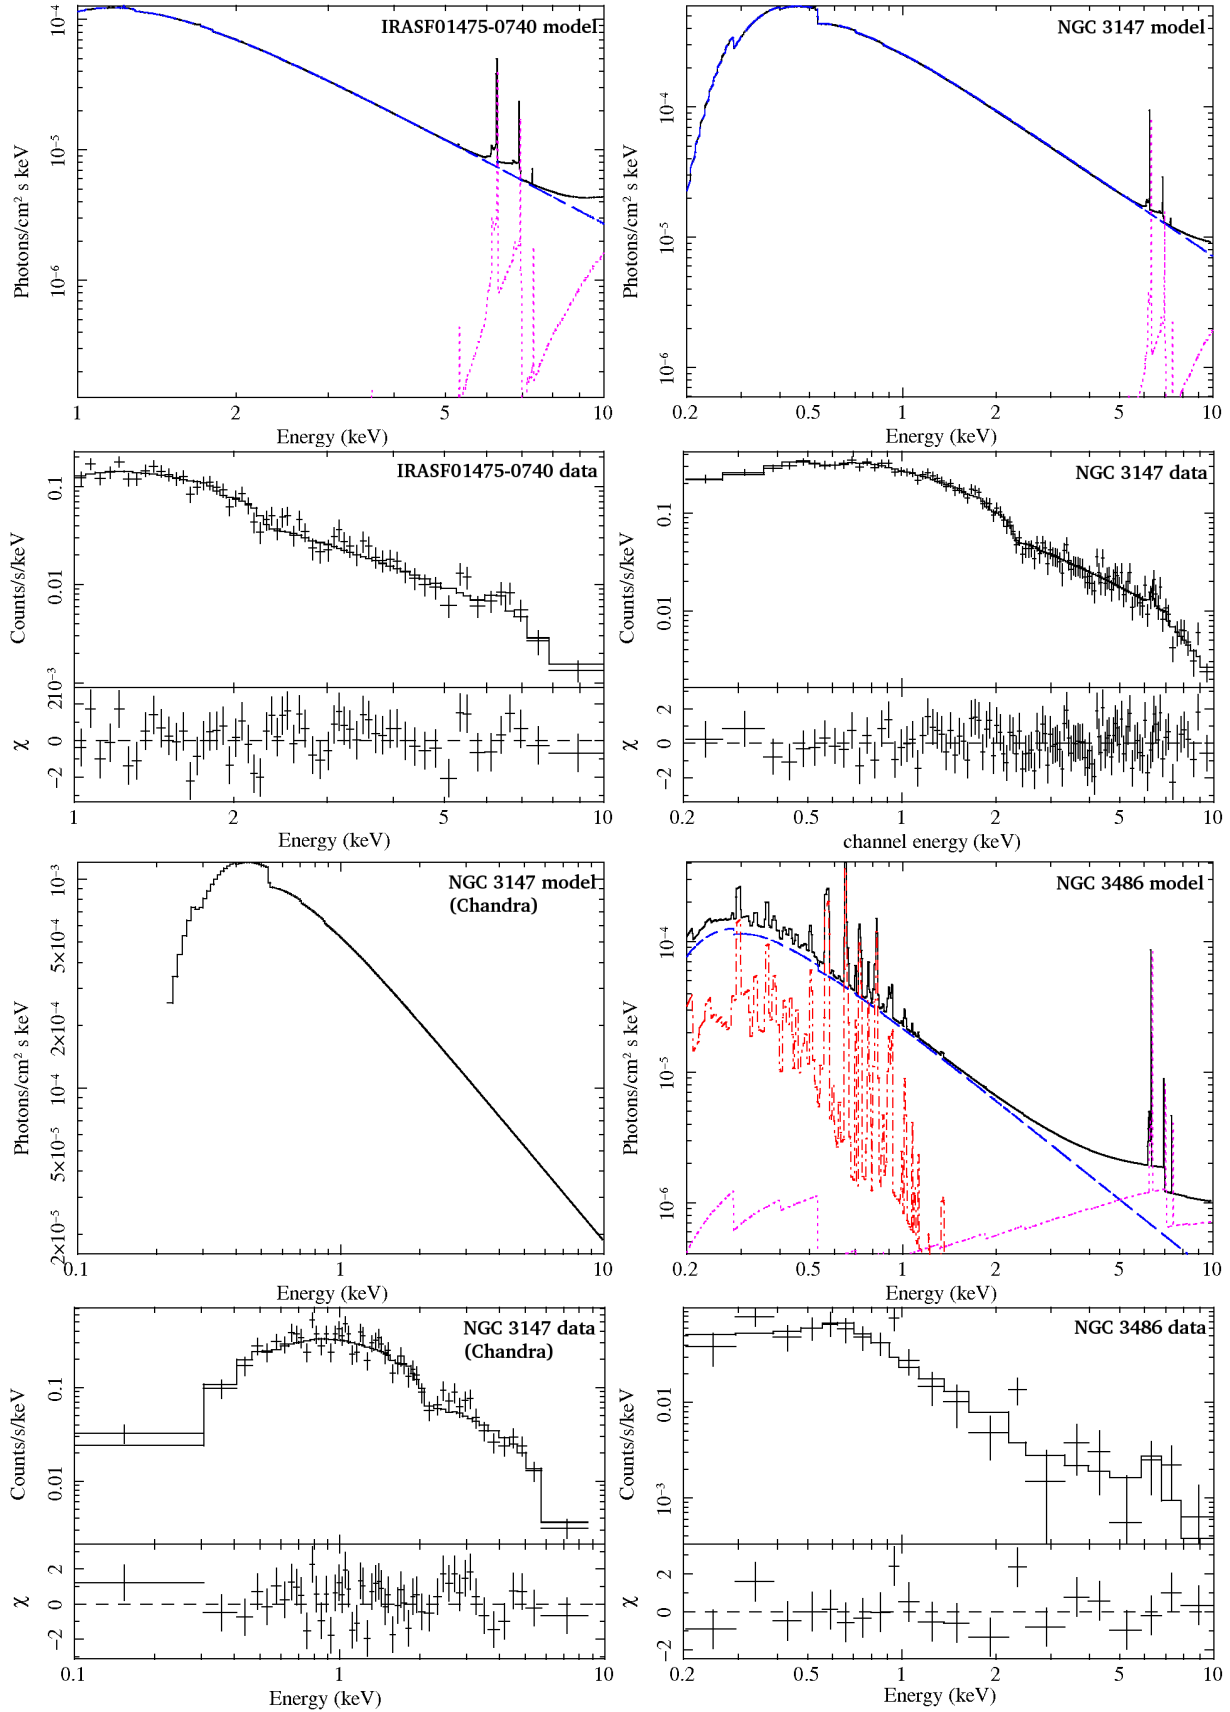 IRASF01475-0740 model
Photons/cm² s keV
10⁻⁴
10⁻⁵
10⁻⁶
1 2 5 10
Energy (keV)
NGC 3147 model
Photons/cm² s keV
10⁻⁴
10⁻⁵
10⁻⁶
0.2 0.5 1 2 5 10
Energy (keV)
IRASF01475-0740 data
Counts/s/keV
0.1
0.01
10⁻³
χ
2
0
−2
1 2 5 10
Energy (keV)
NGC 3147 data
Counts/s/keV
0.1
0.01
χ
2
0
−2
0.2 0.5 1 2 5 10
channel energy (keV)
NGC 3147 model
(Chandra)
Photons/cm² s keV
10⁻³
5×10⁻⁴
2×10⁻⁴
10⁻⁴
5×10⁻⁵
2×10⁻⁵
0.1 1 10
Energy (keV)
NGC 3486 model
Photons/cm² s keV
10⁻⁴
10⁻⁵
10⁻⁶
0.2 0.5 1 2 5 10
Energy (keV)
NGC 3147 data
(Chandra)
Counts/s/keV
0.1
0.01
χ
2
0
−2
0.1 1 10
Energy (keV)
NGC 3486 data
Counts/s/keV
0.01
10⁻³
χ
2
0
−2
0.2 0.5 1 2 5 10
Energy (keV)